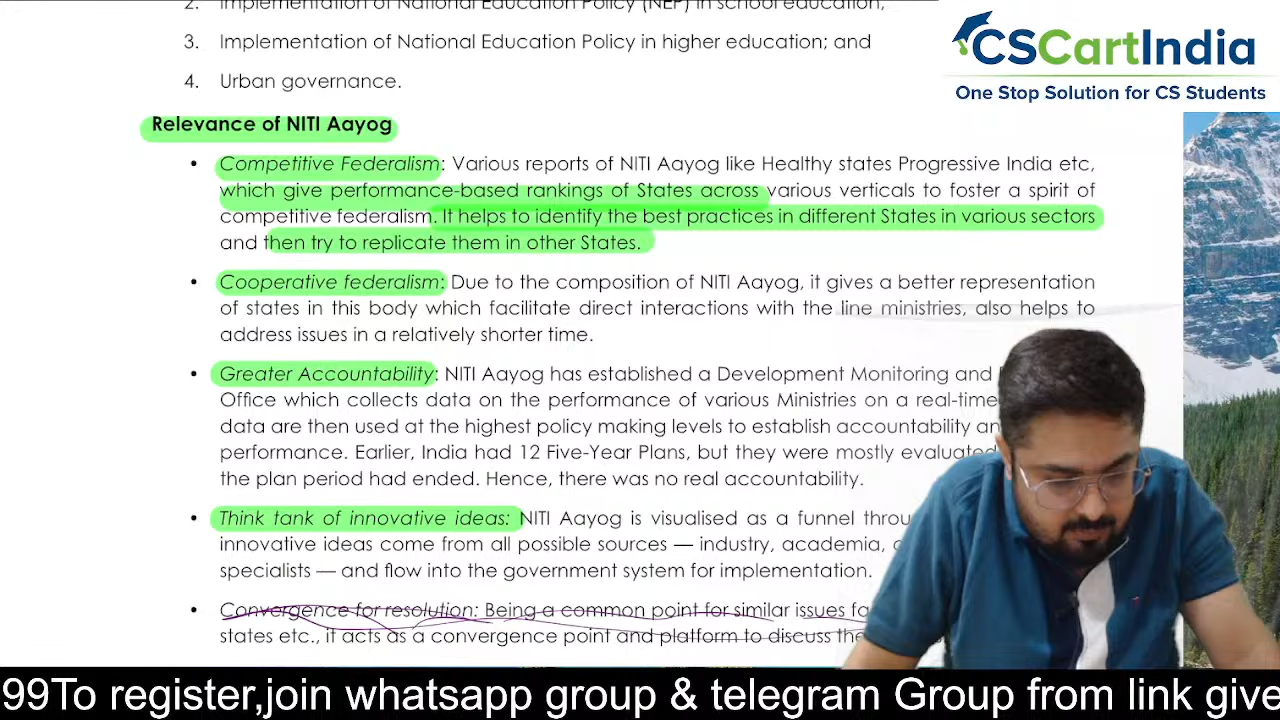 2. Implementation of National Education Policy (NEP) in school education;
3. Implementation of National Education Policy in higher education; and
4. Urban governance.
CSCartIndia
One Stop Solution for CS Students
Relevance of NITI Aayog
• Competitive Federalism: Various reports of NITI Aayog like Healthy states Progressive India etc,
which give performance-based rankings of States across various verticals to foster a spirit of
competitive federalism. It helps to identify the best practices in different States in various sectors
and then try to replicate them in other States.
• Cooperative federalism: Due to the composition of NITI Aayog, it gives a better representation
of states in this body which facilitate direct interactions with the line ministries, also helps to
address issues in a relatively shorter time.
• Greater Accountability: NITI Aayog has established a Development Monitoring and
Office which collects data on the performance of various Ministries on a real-time
data are then used at the highest policy making levels to establish accountability
performance. Earlier, India had 12 Five-Year Plans, but they were mostly evaluated
the plan period had ended. Hence, there was no real accountability.
• Think tank of innovative ideas: NITI Aayog is visualised as a funnel
innovative ideas come from all possible sources — industry, academia,
specialists — and flow into the government system for implementation.
• Convergence for resolution: Being a common point for similar issues
states etc., it acts as a convergence point and platform to discuss
99To register,join whatsapp group & telegram Group from link give